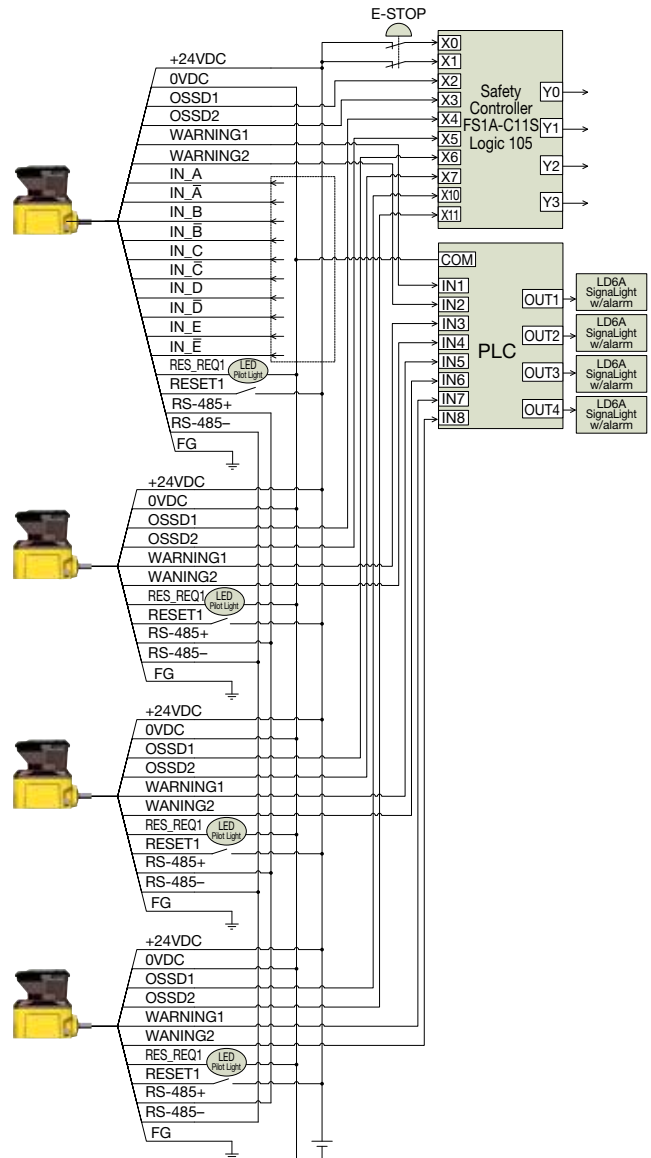 E-STOP
+24VDC
0VDC
OSSD1
OSSD2
WARNING1
WARNING2
IN_A
IN_A̅
IN_B
IN_B̅
IN_C
IN_C̅
IN_D
IN_D̅
IN_E
IN_E̅
RES_REQ1
LED
Pilot Light
RESET1
RS-485+
RS-485–
FG
X0
X1
X2
X3
X4
X5
X6
X7
X10
X11
Safety
Controller
FS1A-C11S
Logic 105
Y0
Y1
Y2
Y3
COM
IN1
IN2
IN3
IN4
IN5
IN6
IN7
IN8
PLC
OUT1
OUT2
OUT3
OUT4
LD6A
SignaLight
w/alarm
LD6A
SignaLight
w/alarm
LD6A
SignaLight
w/alarm
LD6A
SignaLight
w/alarm
+24VDC
0VDC
OSSD1
OSSD2
WARNING1
WANING2
RES_REQ1
LED
Pilot Light
RESET1
RS-485+
RS-485–
FG
+24VDC
0VDC
OSSD1
OSSD2
WARNING1
WANING2
RES_REQ1
LED
Pilot Light
RESET1
RS-485+
RS-485–
FG
+24VDC
0VDC
OSSD1
OSSD2
WARNING1
WANING2
RES_REQ1
LED
Pilot Light
RESET1
RS-485+
RS-485–
FG